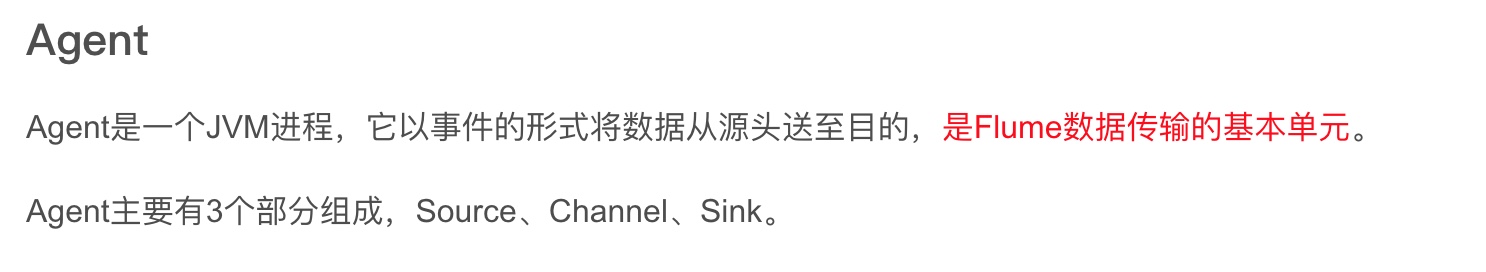 Agent
Agent是一个JVM进程，它以事件的形式将数据从源头送至目的，是Flume数据传输的基本单元。
Agent主要有3个部分组成，Source、Channel、Sink。